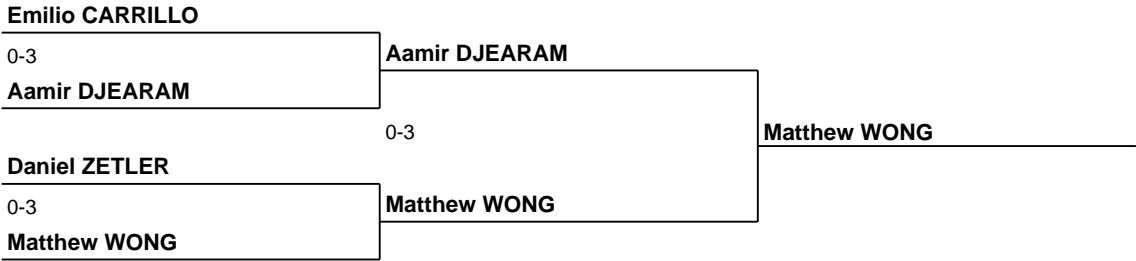 Emilio CARRILLO
0-3
Aamir DJEARAM
Aamir DJEARAM
0-3
Matthew WONG
Daniel ZETLER
0-3
Matthew WONG
Matthew WONG